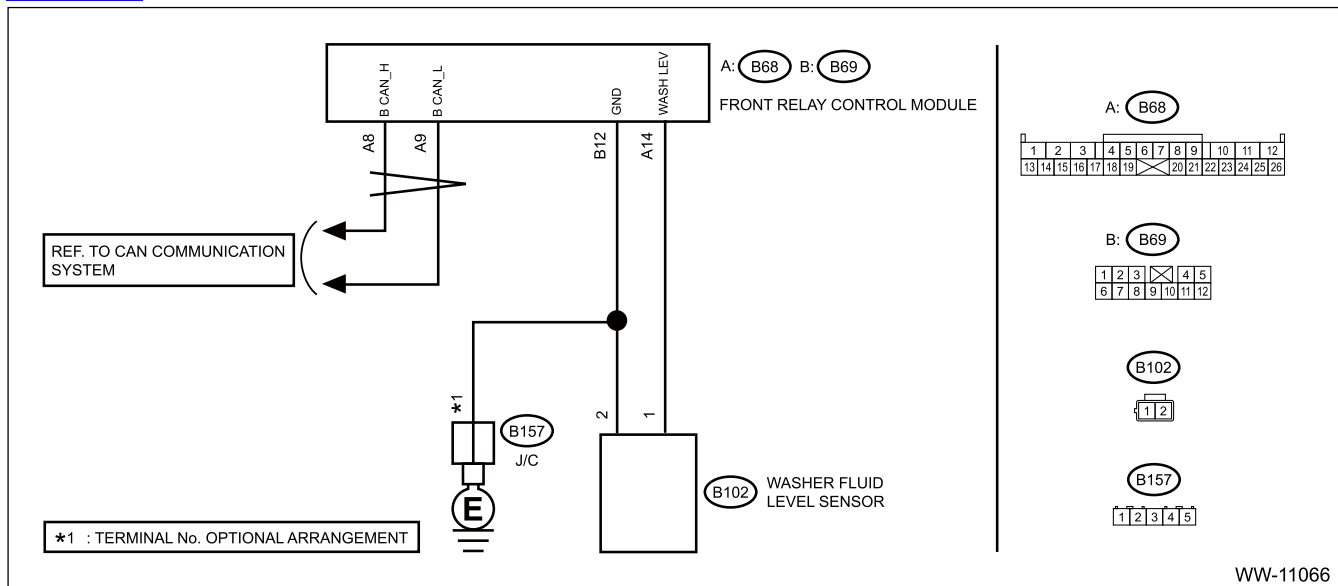 B CAN_H
B CAN_L
GND
WASH LEV
A: B68 B: B69
FRONT RELAY CONTROL MODULE
A8
A9
B12
A14
REF. TO CAN COMMUNICATION
SYSTEM
*1
2
1
B157
J/C
E
B102
WASHER FLUID
LEVEL SENSOR
*1 : TERMINAL No. OPTIONAL ARRANGEMENT
A: B68
1 2 3 4 5 6 7 8 9 10 11 12
13 14 15 16 17 18 19 20 21 22 23 24 25 26
B: B69
1 2 3 4 5
6 7 8 9 10 11 12
B102
1 2
B157
1 2 3 4 5
WW-11066